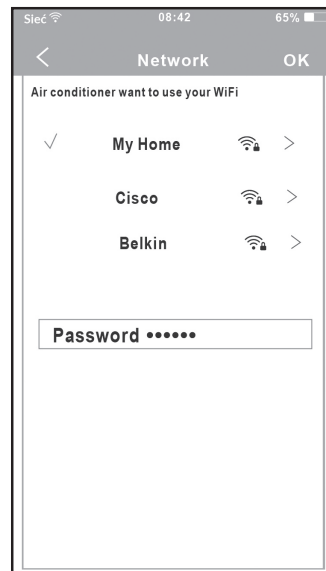 Sieć 08:42 65%
< Network OK
Air conditioner want to use your WiFi
✓ My Home >
Cisco >
Belkin >
Password ••••••